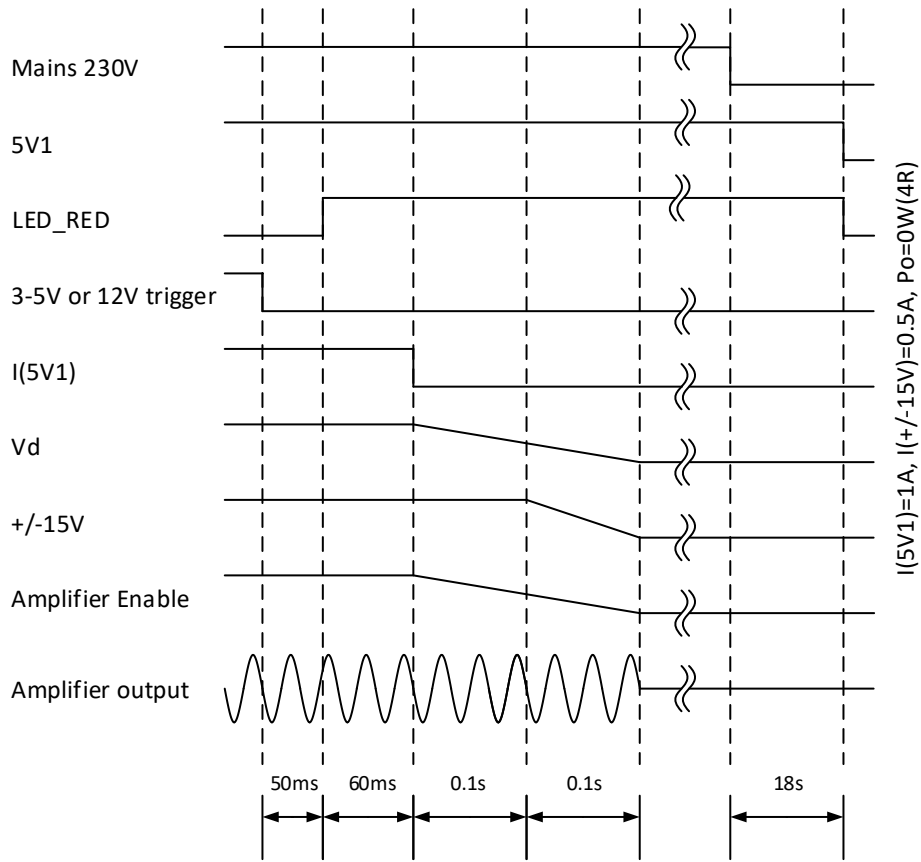 Mains 230V
5V1
LED_RED
3-5V or 12V trigger
I(5V1)
Vd
+/-15V
Amplifier Enable
Amplifier output
50ms
60ms
0.1s
0.1s
18s
I(5V1)=1A, I(+/-15V)=0.5A, Po=0W(4R)